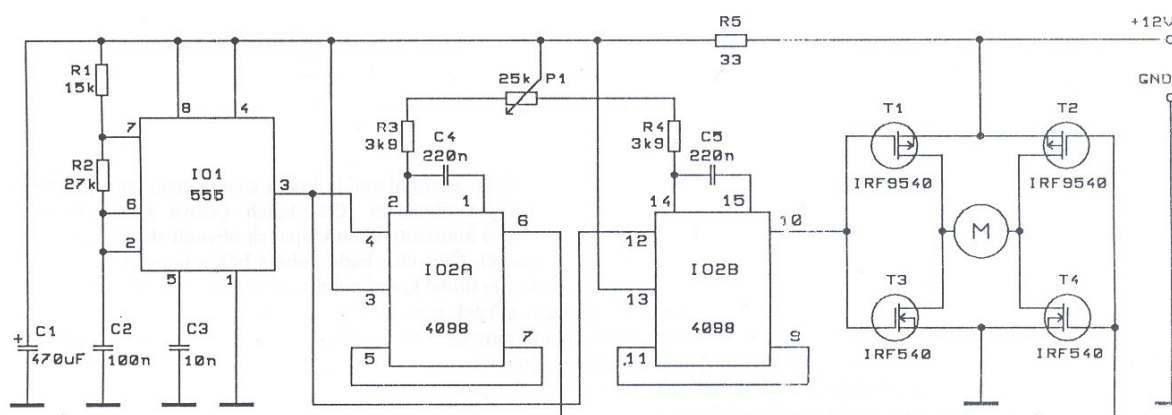 R5
+12V
33
GND
R1
15k
8
4
25k
P1
T1
T2
7
R3
3k9
C4
220n
R4
3k9
C5
220n
R2
27k
IO1
555
3
IRF9540
IRF9540
2
1
6
14
15
10
6
4
12
M
2
IO2A
IO2B
5
1
3
13
T3
T4
C1
470uF
C2
100n
C3
10n
4098
7
4098
9
5
11
IRF540
IRF540
+